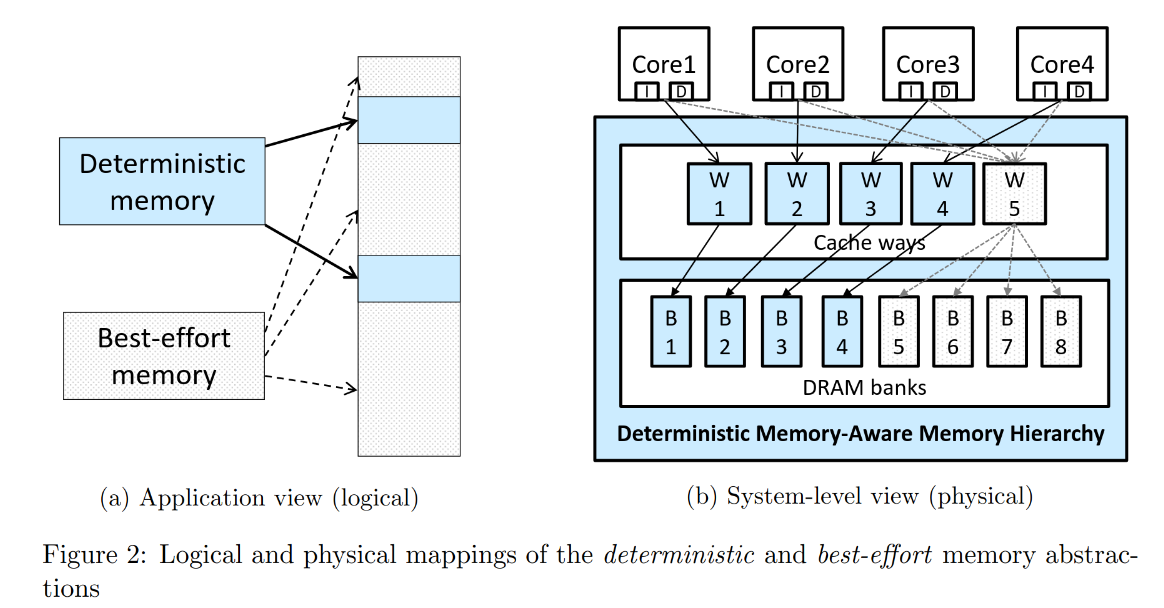 Deterministic
memory
Best-effort
memory
(a) Application view (logical)
Core1 Core2 Core3 Core4
I D I D I D I D
W W W W W
1 2 3 4 5
Cache ways
B B B B B B B B
1 2 3 4 5 6 7 8
DRAM banks
Deterministic Memory-Aware Memory Hierarchy
(b) System-level view (physical)
Figure 2: Logical and physical mappings of the deterministic and best-effort memory abstrac-
tions